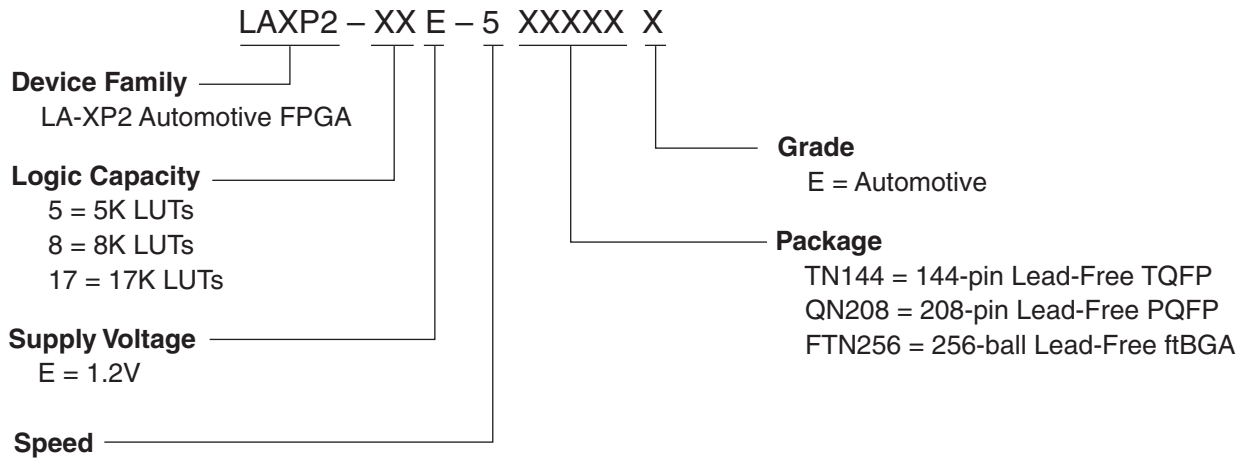 LAXP2 – XX E – 5 XXXXX X
Device Family
LA-XP2 Automotive FPGA
Logic Capacity
5 = 5K LUTs
8 = 8K LUTs
17 = 17K LUTs
Supply Voltage
E = 1.2V
Speed
Grade
E = Automotive
Package
TN144 = 144-pin Lead-Free TQFP
QN208 = 208-pin Lead-Free PQFP
FTN256 = 256-ball Lead-Free ftBGA